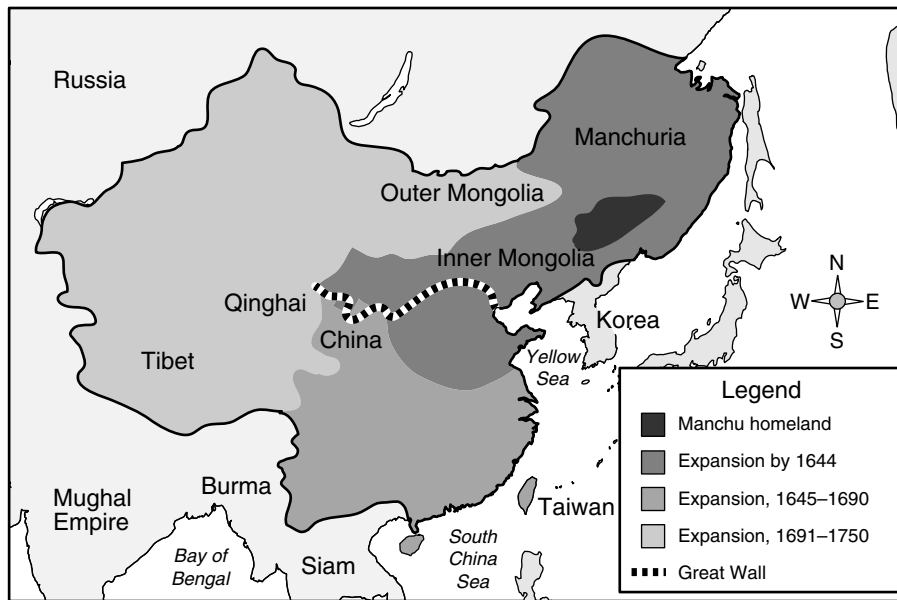 Russia
Manchuria
Outer Mongolia
Inner Mongolia
Qinghai
China
Korea
Tibet
Yellow
Sea
N
W
E
S
Mughal
Empire
Burma
Taiwan
Bay of
Bengal
Siam
South
China
Sea
Legend
Manchu homeland
Expansion by 1644
Expansion, 1645–1690
Expansion, 1691–1750
Great Wall